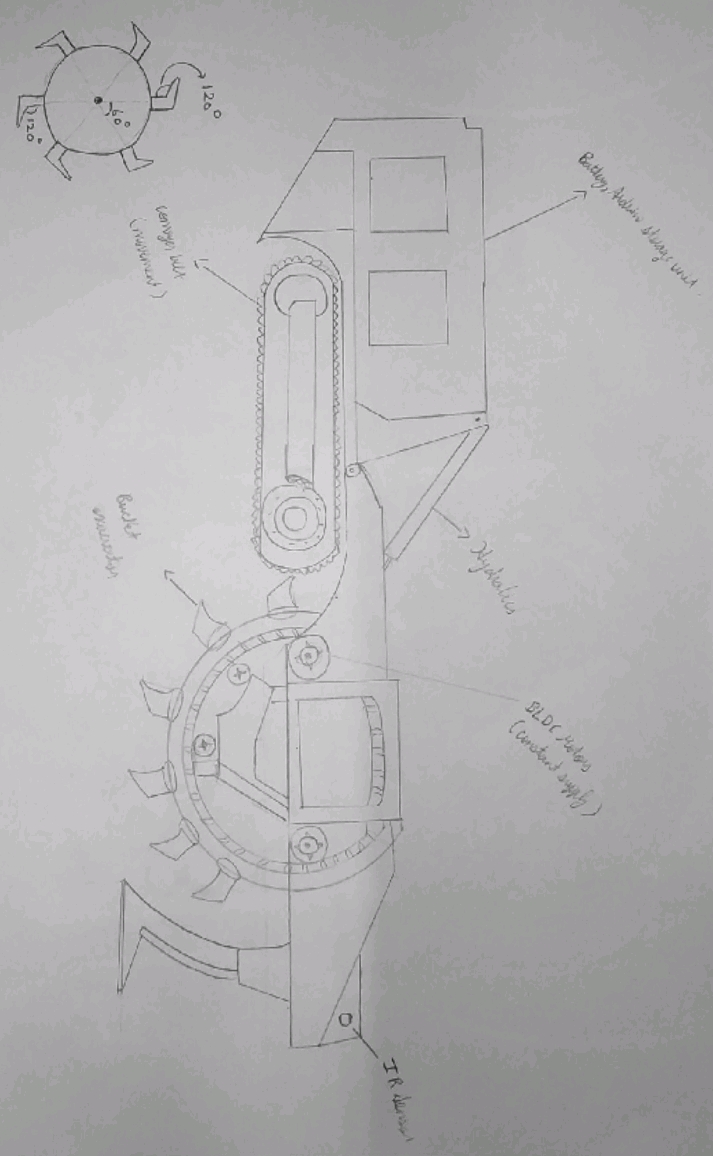 120°
60°
120°
conveyor belt
(movement)
Battery, Arduino storage unit.
Bucket
excavator
Hydraulics
BLDC Motors
(constant supply)
IR sensor